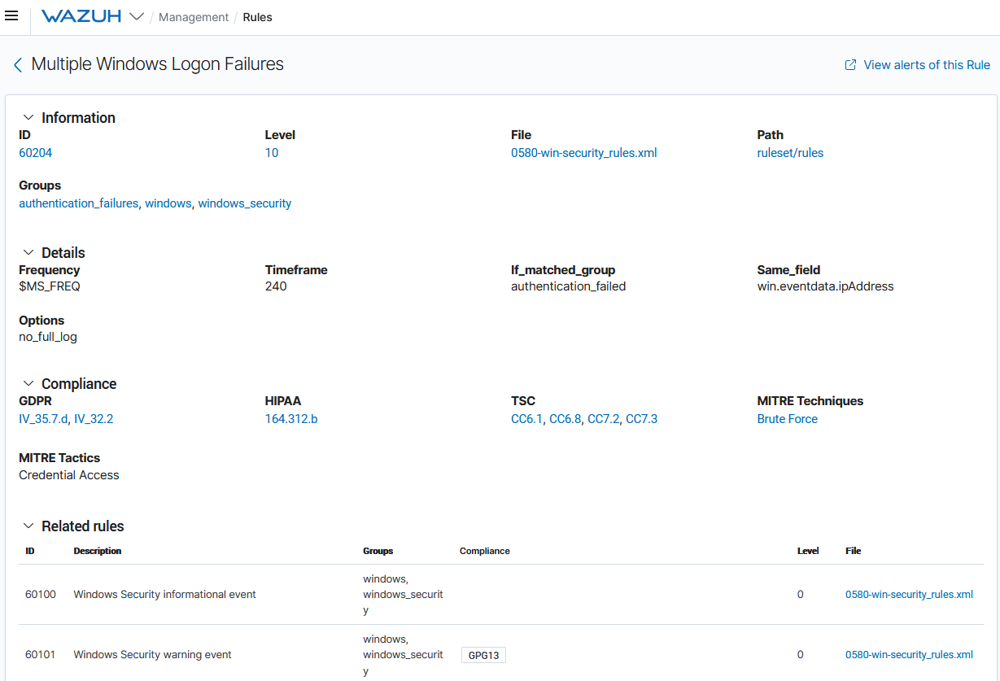 WAZUH / Management / Rules
Multiple Windows Logon Failures View alerts of this Rule
Information
ID Level File Path
60204 10 0580-win-security_rules.xml ruleset/rules
Groups
authentication_failures, windows, windows_security
Details
Frequency Timeframe If_matched_group Same_field
$MS_FREQ 240 authentication_failed win.eventdata.ipAddress
Options
no_full_log
Compliance
GDPR HIPAA TSC MITRE Techniques
IV_35.7.d, IV_32.2 164.312.b CC6.1, CC6.8, CC7.2, CC7.3 Brute Force
MITRE Tactics
Credential Access
Related rules
ID Description Groups Compliance Level File
windows,
60100 Windows Security informational event windows_securit 0 0580-win-security_rules.xml
y
windows,
60101 Windows Security warning event windows_securit GPG13 0 0580-win-security_rules.xml
y